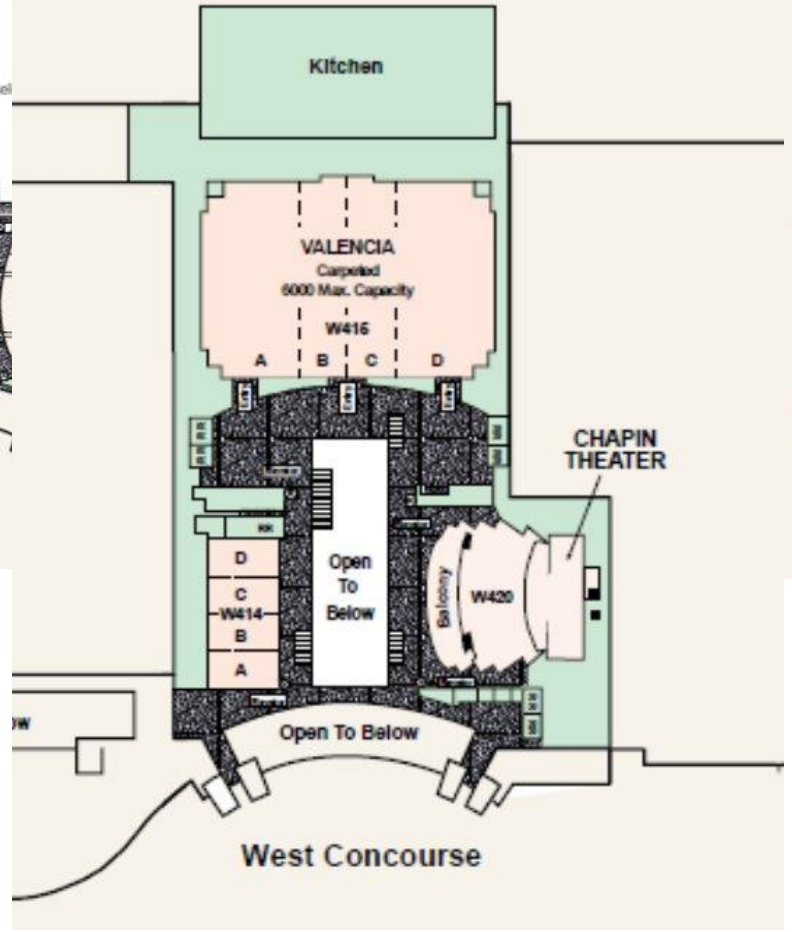 Kitchen
VALENCIA
Carpeted
6000 Max. Capacity
W415
A B C D
CHAPIN
THEATER
D
C
W414
B
A
RR
Open
To
Below
Balcony
W420
Open To Below
West Concourse